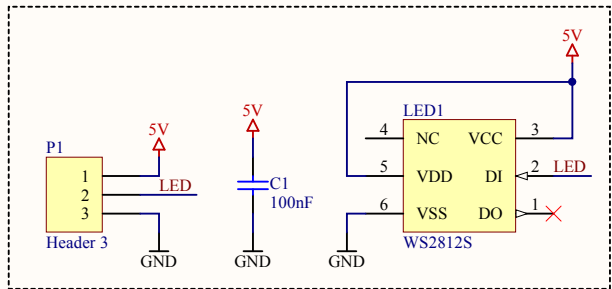 P1
1
2
3
Header 3
5V
LED
GND
5V
C1
100nF
GND
5V
LED1
4 NC VCC 3
5 VDD DI 2 LED
6 VSS DO 1
WS2812S
GND